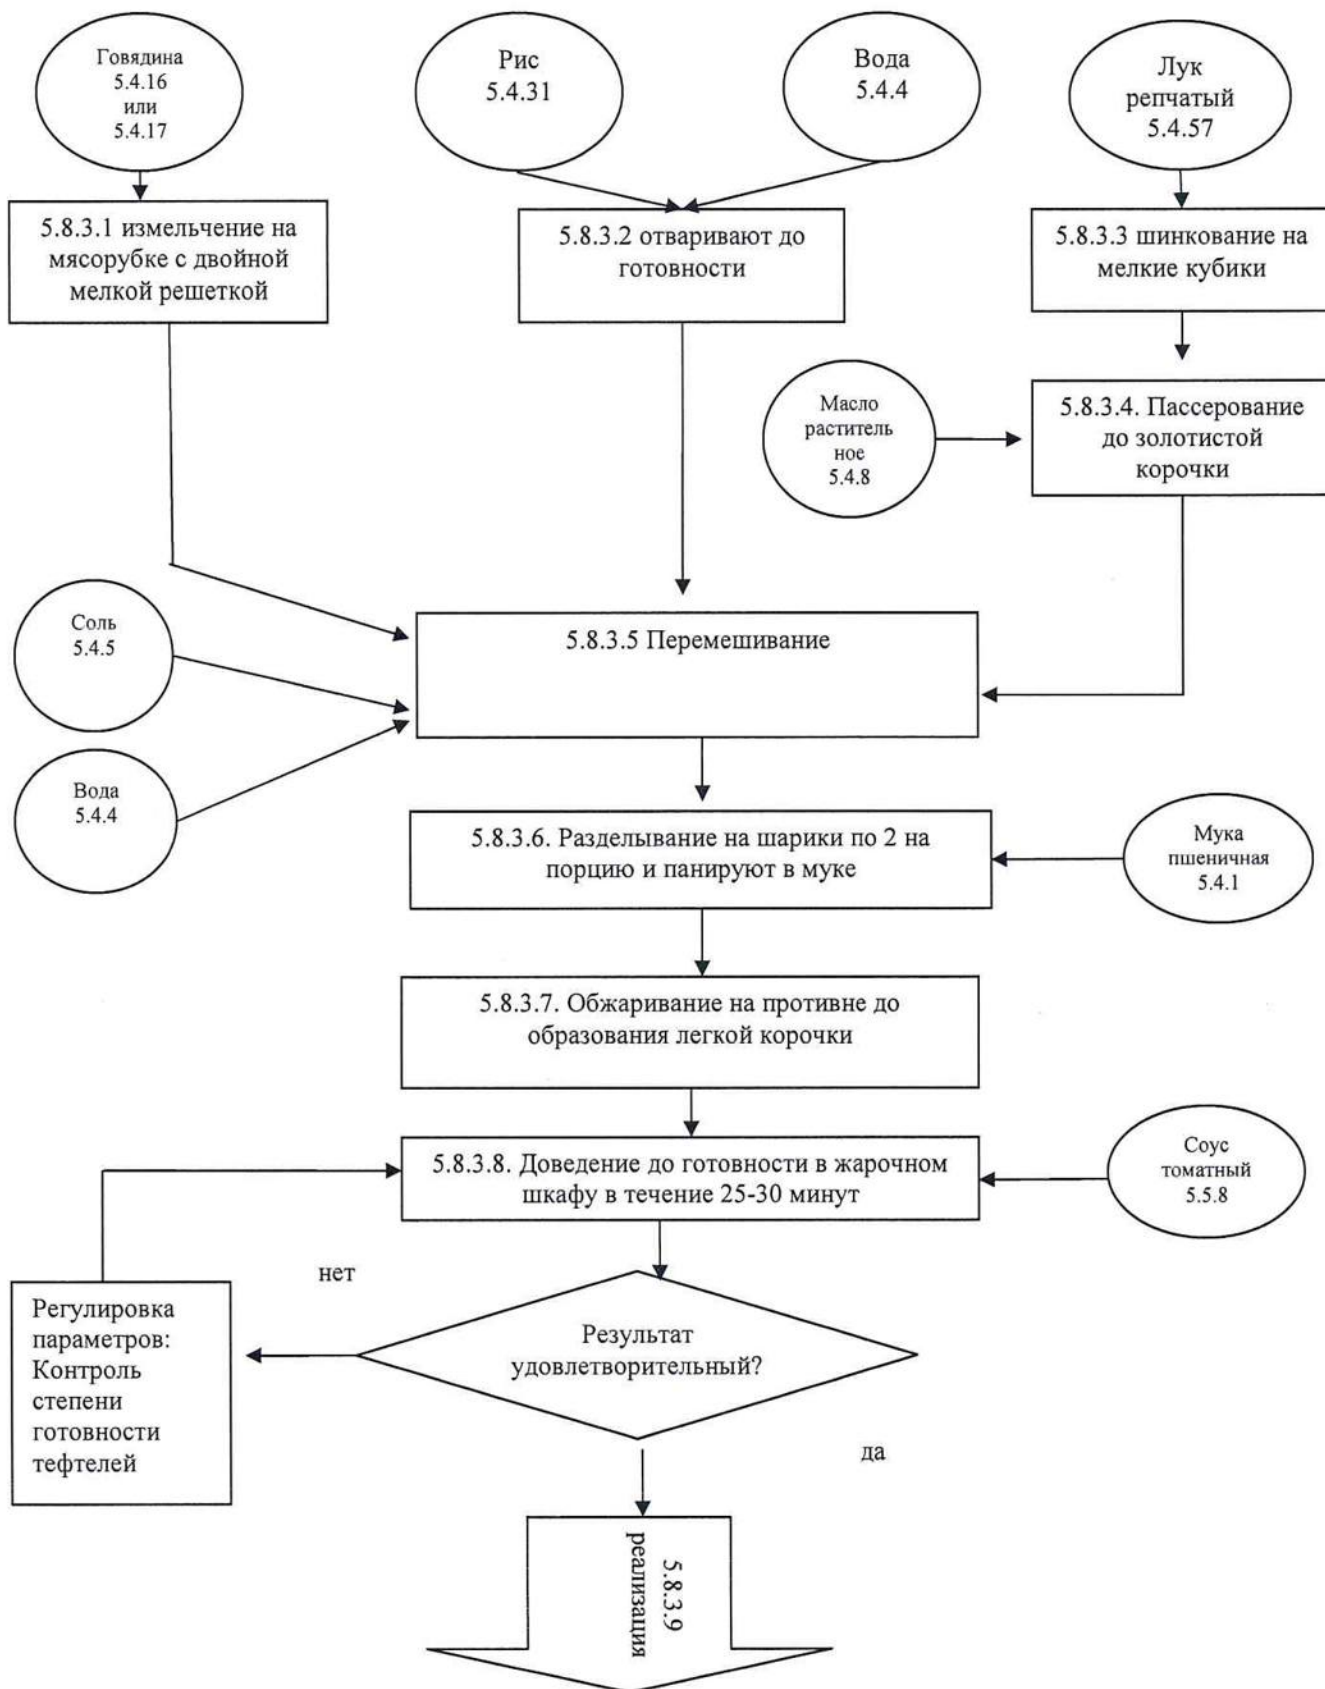 Говядина
5.4.16
или
5.4.17
Рис
5.4.31
Вода
5.4.4
Лук
репчатый
5.4.57
5.8.3.1 измельчение на
мясорубке с двойной
мелкой решеткой
5.8.3.2 отваривают до
готовности
5.8.3.3 шинкование на
мелкие кубики
Масло
раститель
ное
5.4.8
5.8.3.4. Пассерование
до золотистой
корочки
Соль
5.4.5
5.8.3.5 Перемешивание
Вода
5.4.4
5.8.3.6. Разделывание на шарики по 2 на
порцию и панируют в муке
Мука
пшеничная
5.4.1
5.8.3.7. Обжаривание на противне до
образования легкой корочки
5.8.3.8. Доведение до готовности в жарочном
шкафу в течение 25-30 минут
Соус
томатный
5.5.8
нет
Регулировка
параметров:
Контроль
степени
готовности
тефтелей
Результат
удовлетворительный?
да
5.8.3.9
реализация